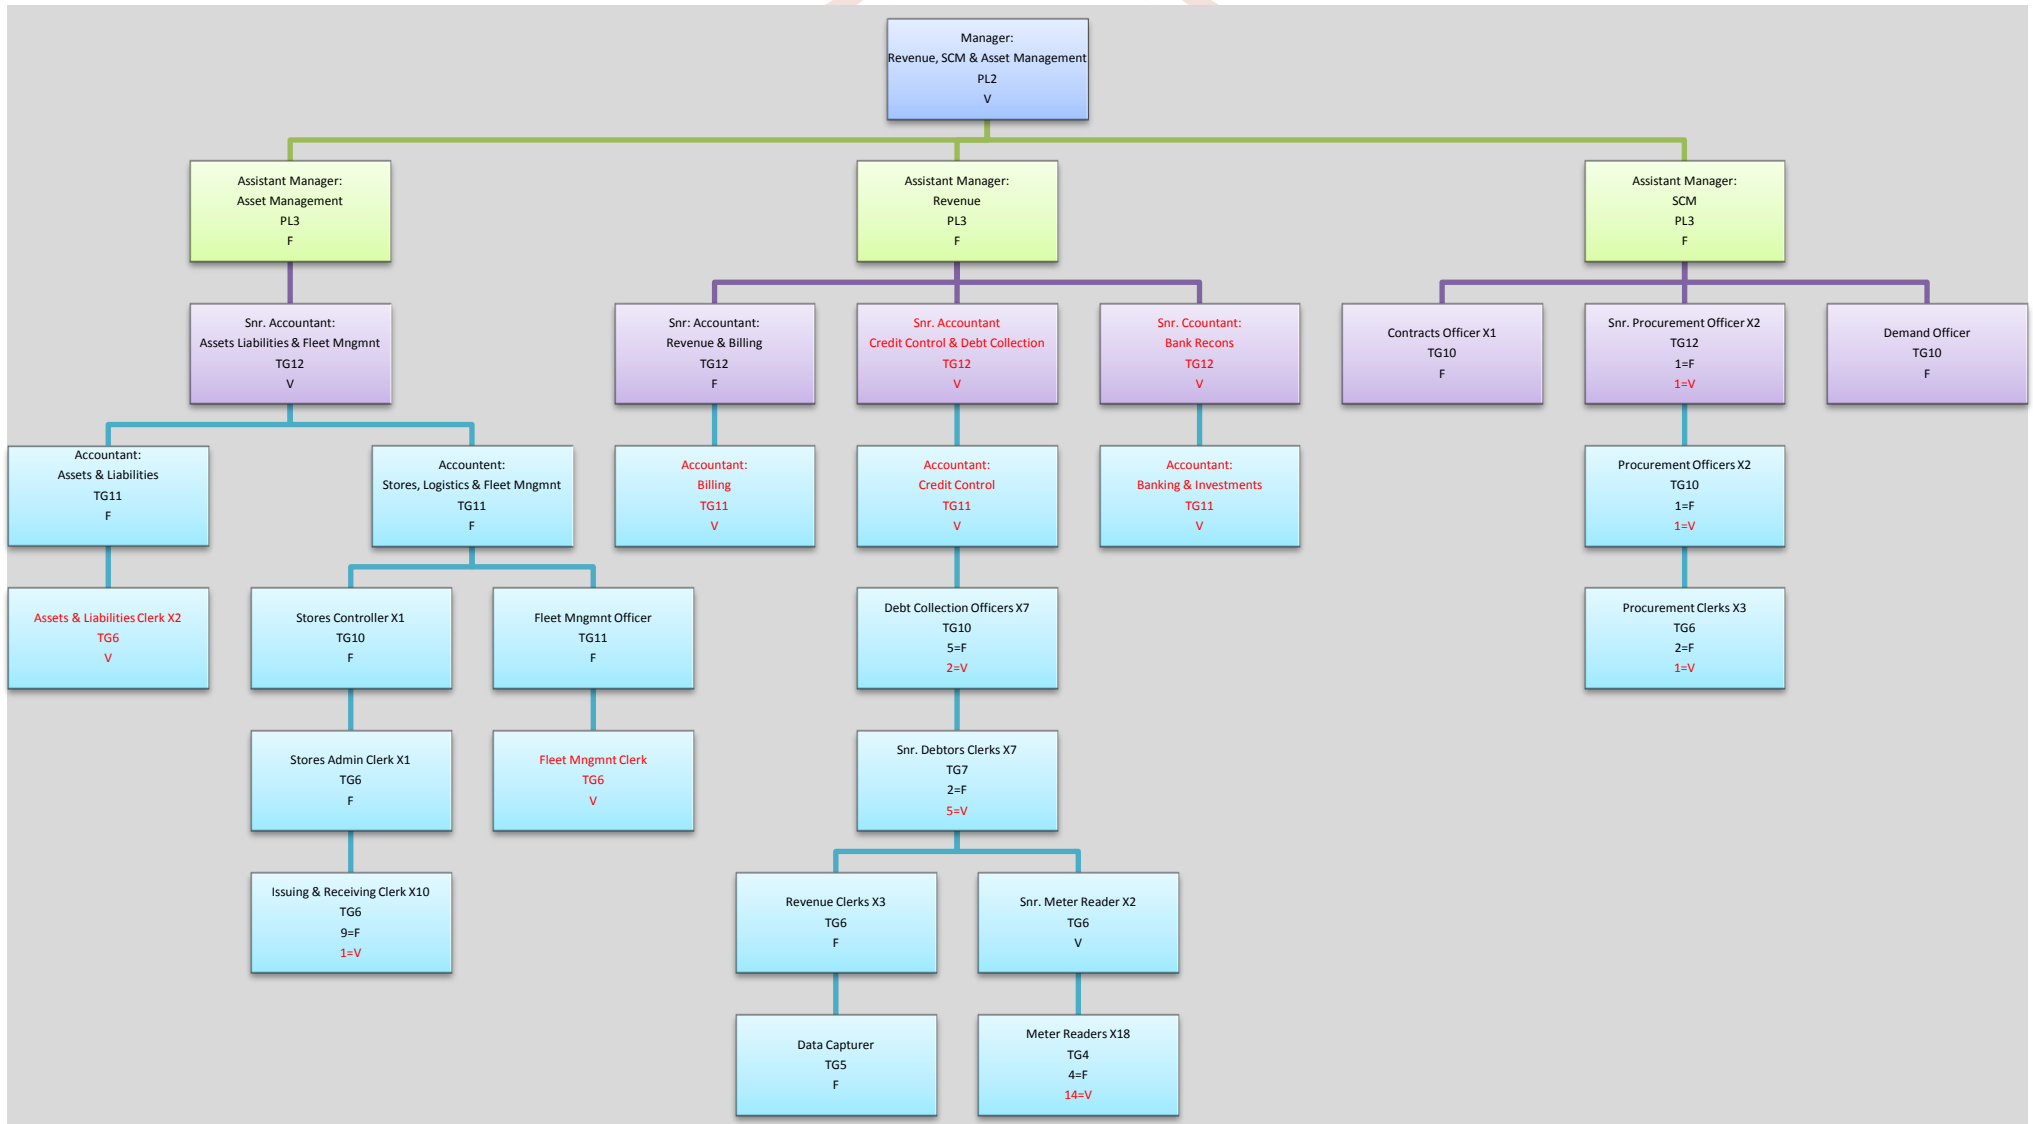 Manager:
Revenue, SCM & Asset Management
PL2
V
Assistant Manager:
Asset Management
PL3
F
Assistant Manager:
Revenue
PL3
F
Assistant Manager:
SCM
PL3
F
Snr. Accountant:
Assets Liabilities & Fleet Mngmnt
TG12
V
Snr: Accountant:
Revenue & Billing
TG12
F
Snr. Accountant
Credit Control & Debt Collection
TG12
V
Snr. Ccountant:
Bank Recons
TG12
V
Contracts Officer X1
TG10
F
Snr. Procurement Officer X2
TG12
1=F
1=V
Demand Officer
TG10
F
Accountant:
Assets & Liabilities
TG11
F
Accountent:
Stores, Logistics & Fleet Mngmnt
TG11
F
Accountant:
Billing
TG11
V
Accountant:
Credit Control
TG11
V
Accountant:
Banking & Investments
TG11
V
Procurement Officers X2
TG10
1=F
1=V
Assets & Liabilities Clerk X2
TG6
V
Stores Controller X1
TG10
F
Fleet Mngmnt Officer
TG11
F
Debt Collection Officers X7
TG10
5=F
2=V
Procurement Clerks X3
TG6
2=F
1=V
Stores Admin Clerk X1
TG6
F
Fleet Mngmnt Clerk
TG6
V
Snr. Debtors Clerks X7
TG7
2=F
5=V
Issuing & Receiving Clerk X10
TG6
9=F
1=V
Revenue Clerks X3
TG6
F
Snr. Meter Reader X2
TG6
V
Data Capturer
TG5
F
Meter Readers X18
TG4
4=F
14=V